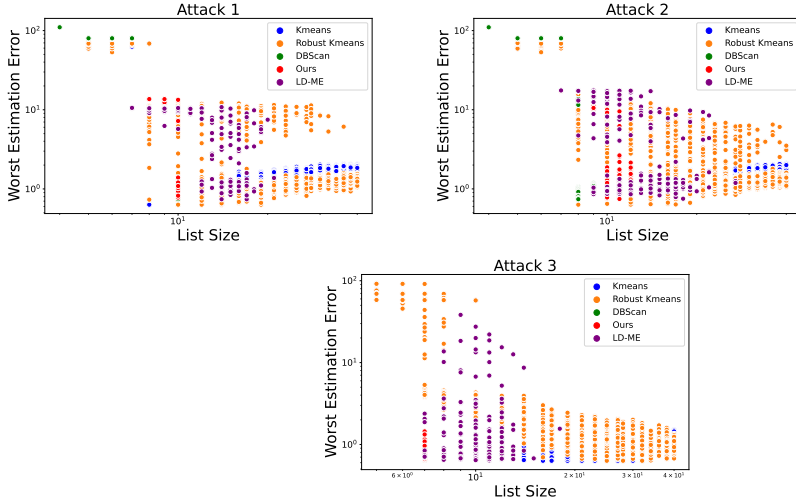 Attack 1
Worst Estimation Error
10²
10¹
10⁰
Kmeans
Robust Kmeans
DBScan
Ours
LD-ME
10¹
List Size
Attack 2
Worst Estimation Error
10²
10¹
10⁰
Kmeans
Robust Kmeans
DBScan
Ours
LD-ME
10¹
List Size
Attack 3
Worst Estimation Error
10²
10¹
10⁰
Kmeans
Robust Kmeans
DBScan
Ours
LD-ME
6 × 10⁰ 10¹ 2 × 10¹ 3 × 10¹ 4 × 10¹
List Size